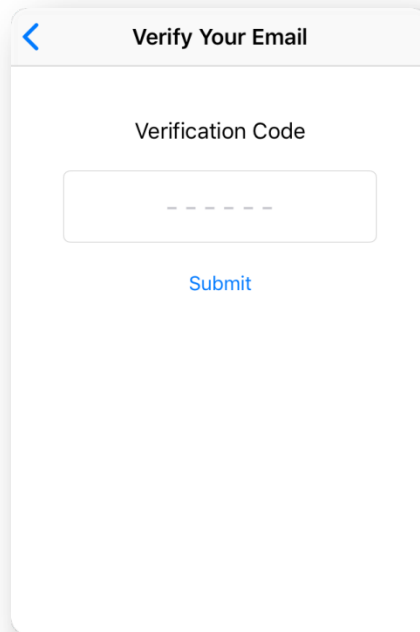 Verify Your Email
Verification Code
- - - - - -
Submit